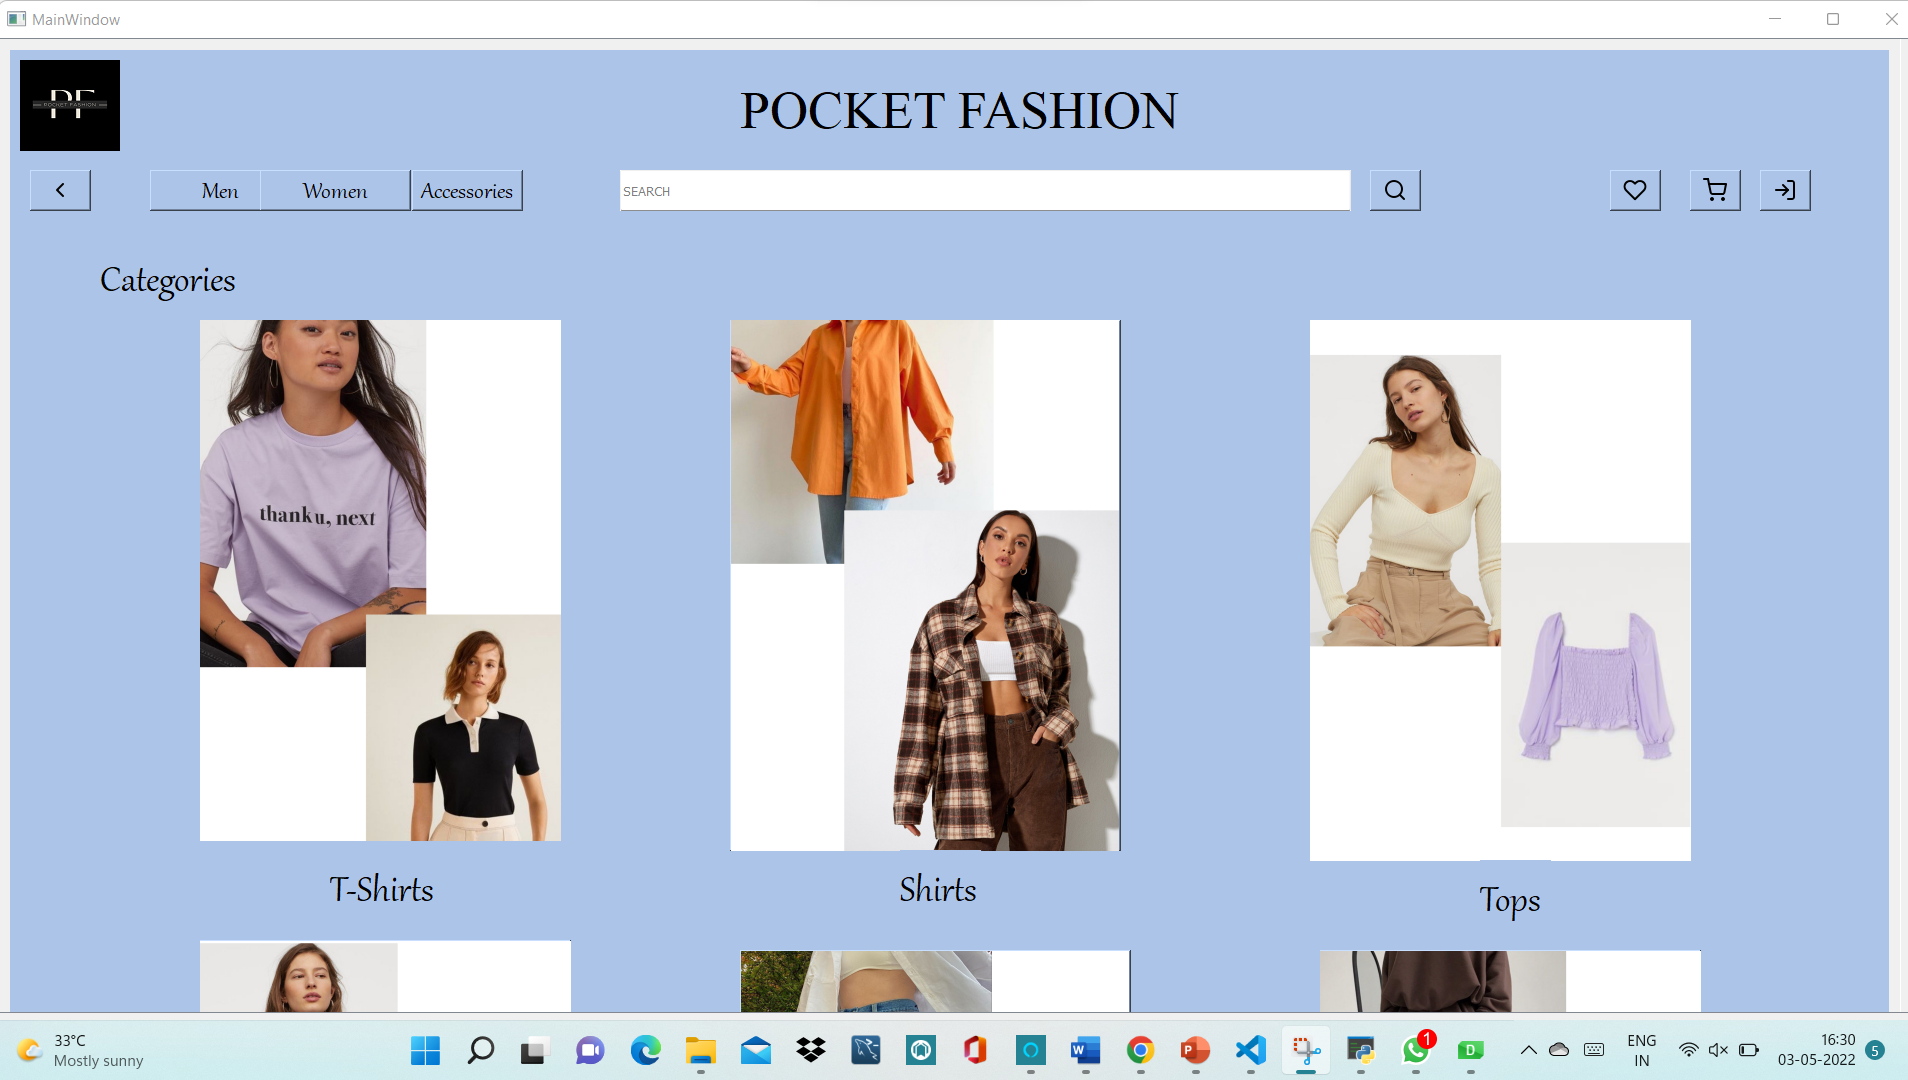 MainWindow
PF
POCKET FASHION
POCKET FASHION
Men
Women
Accessories
SEARCH
Categories
thank u, next
T-Shirts
Shirts
Tops
33°C
Mostly sunny
W
P
1
D
ENG
IN
16:30
03-05-2022
5